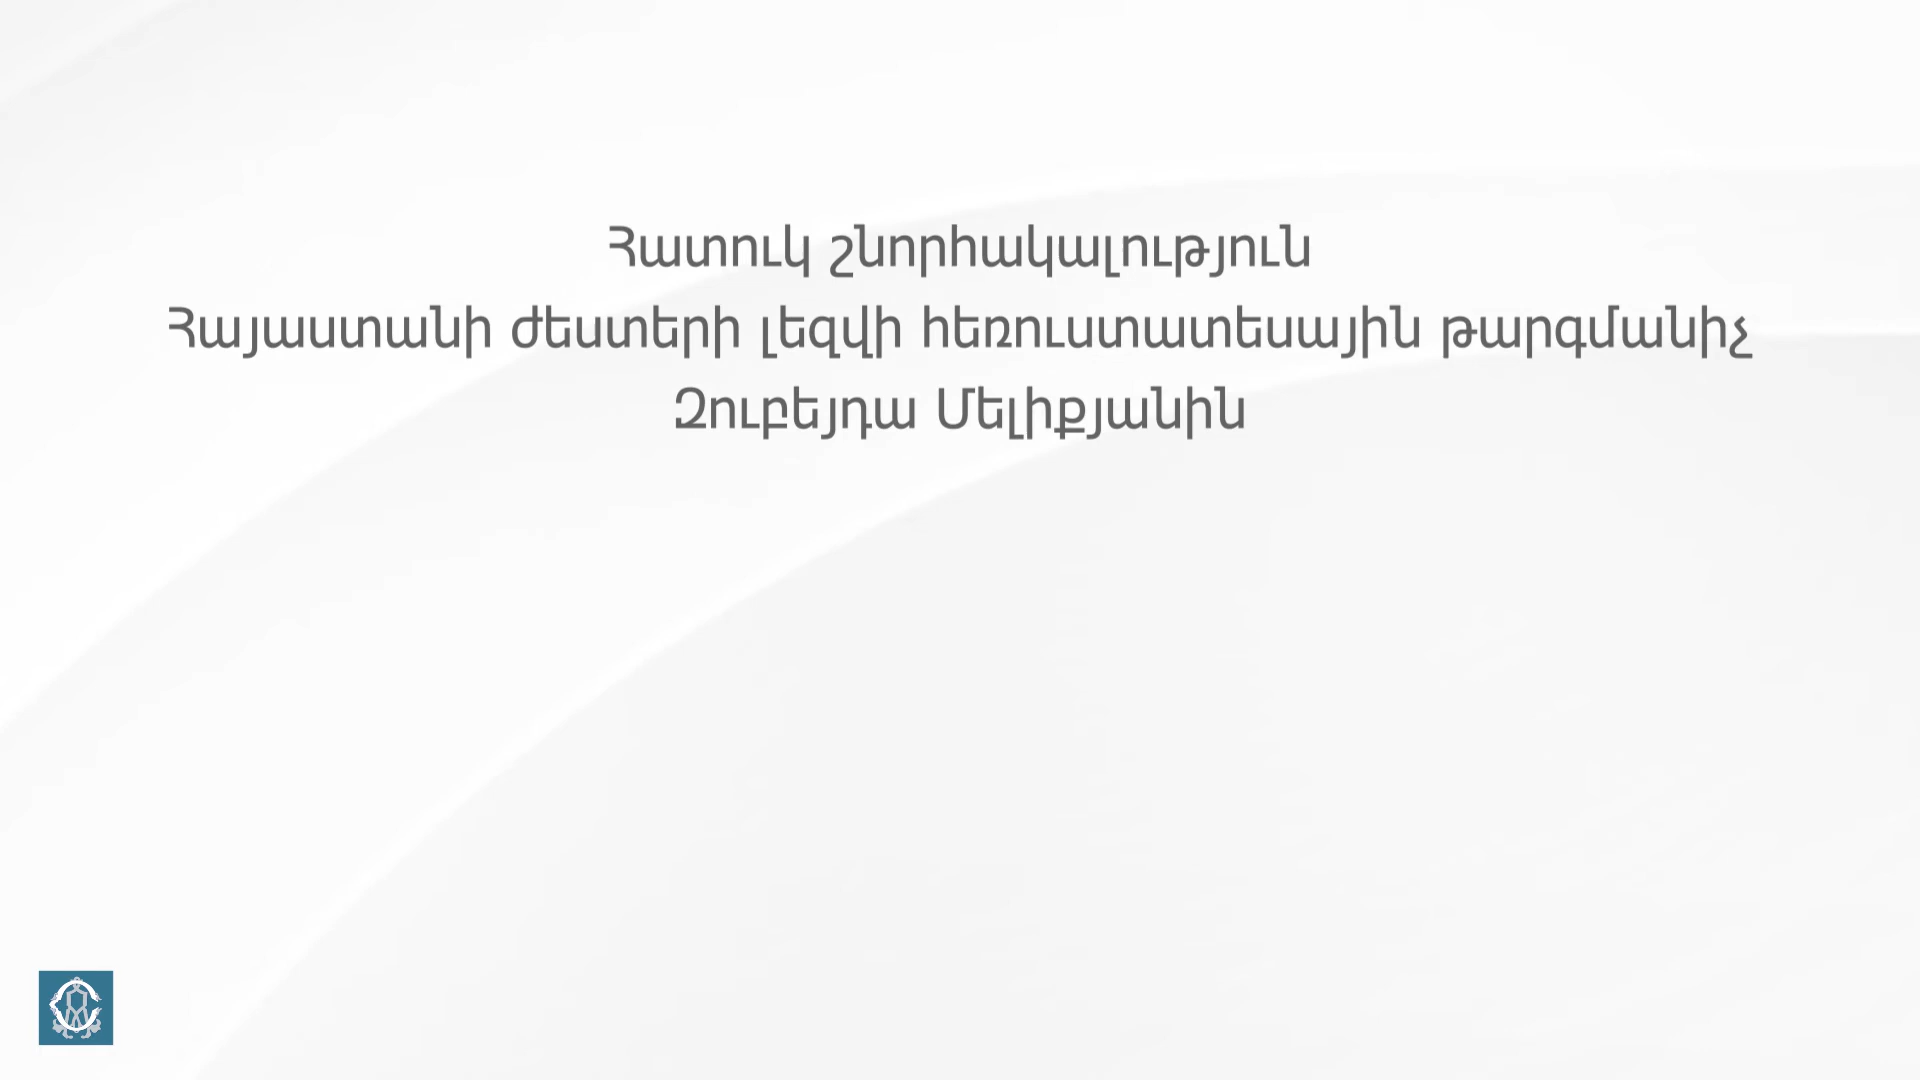 Հատուկ շնորհակալություն
Հայաստանի ժեստերի լեզվի հեռուստատեսային թարգմանիչ
Զուբեյդա Մելիքյանին